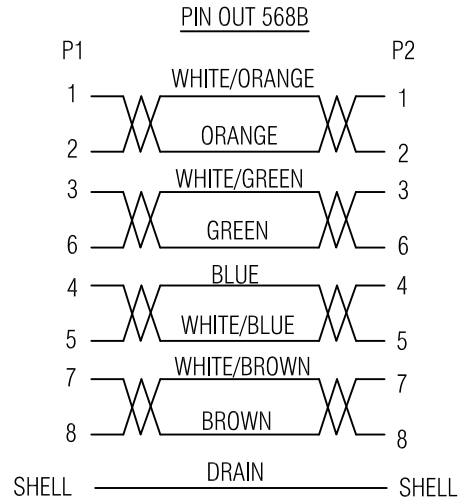 PIN OUT 568B
P1 P2
WHITE/ORANGE
1 1
ORANGE
2 2
WHITE/GREEN
3 3
GREEN
6 6
BLUE
4 4
WHITE/BLUE
5 5
WHITE/BROWN
7 7
BROWN
8 8
DRAIN
SHELL SHELL